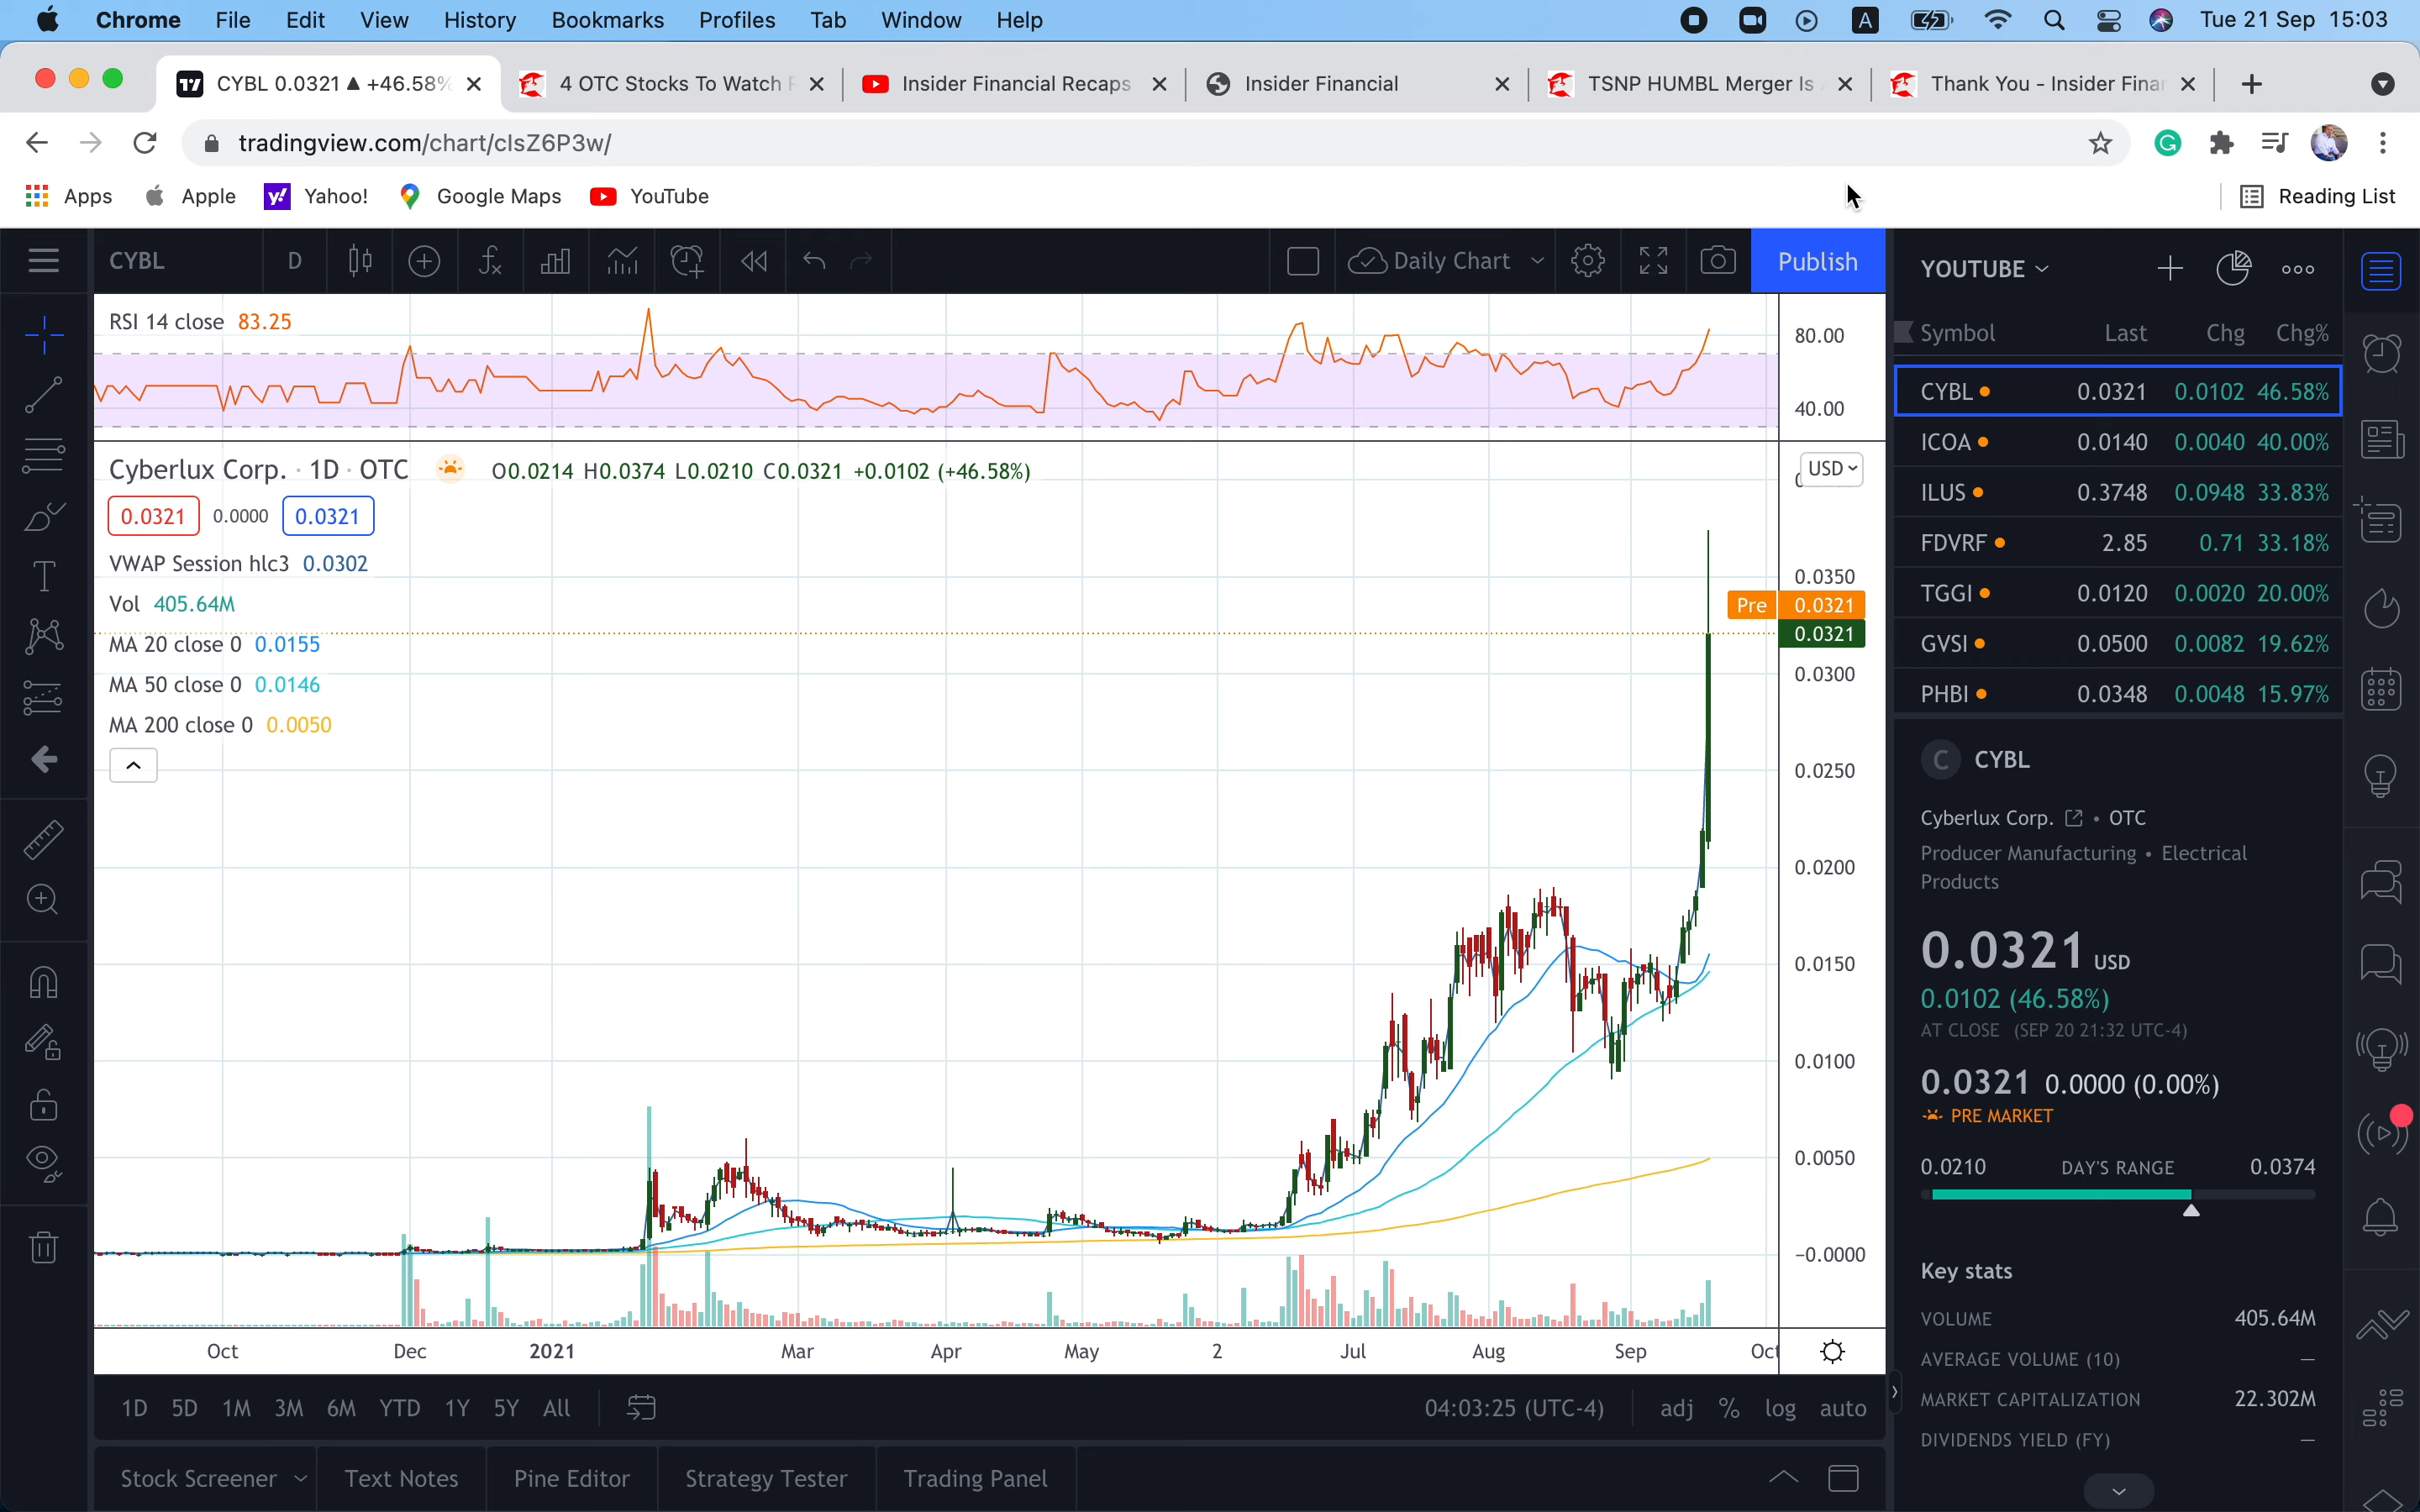 Chrome File Edit View History Bookmarks Profiles Tab Window Help A Tue 21 Sep 15:03
CYBL 0.0321 ▲ +46.58% 4 OTC Stocks To Watch Insider Financial Recaps Insider Financial TSNP HUMBL Merger Is Thank You - Insider
tradingview.com/chart/clsZ6P3w/
Apps Apple Yahoo! Google Maps YouTube Reading List
CYBL D Daily Chart Publish
RSI 14 close 83.25
80.00
40.00
Cyberlux Corp. · 1D · OTC O0.0214 H0.0374 L0.0210 C0.0321 +0.0102 (+46.58%)
USD
0.0321 0.0000 0.0321
VWAP Session hlc3 0.0302
Vol 405.64M
MA 20 close 0 0.0155
MA 50 close 0 0.0146
MA 200 close 0 0.0050
0.0350
Pre 0.0321
0.0321
0.0300
0.0250
0.0200
0.0150
0.0100
0.0050
−0.0000
Oct Dec 2021 Mar Apr May 2 Jul Aug Sep Oct
1D 5D 1M 3M 6M YTD 1Y 5Y All 04:03:25 (UTC-4) adj % log auto
Stock Screener Text Notes Pine Editor Strategy Tester Trading Panel
YOUTUBE
Symbol Last Chg Chg%
CYBL 0.0321 0.0102 46.58%
ICOA 0.0140 0.0040 40.00%
ILUS 0.3748 0.0948 33.83%
FDVRF 2.85 0.71 33.18%
TGGI 0.0120 0.0020 20.00%
GVSI 0.0500 0.0082 19.62%
PHBI 0.0348 0.0048 15.97%
C CYBL
Cyberlux Corp. • OTC
Producer Manufacturing • Electrical
Products
0.0321 USD
0.0102 (46.58%)
AT CLOSE (SEP 20 21:32 UTC-4)
0.0321 0.0000 (0.00%)
PRE MARKET
0.0210 DAY'S RANGE 0.0374
Key stats
VOLUME 405.64M
AVERAGE VOLUME (10) —
MARKET CAPITALIZATION 22.302M
DIVIDENDS YIELD (FY) —